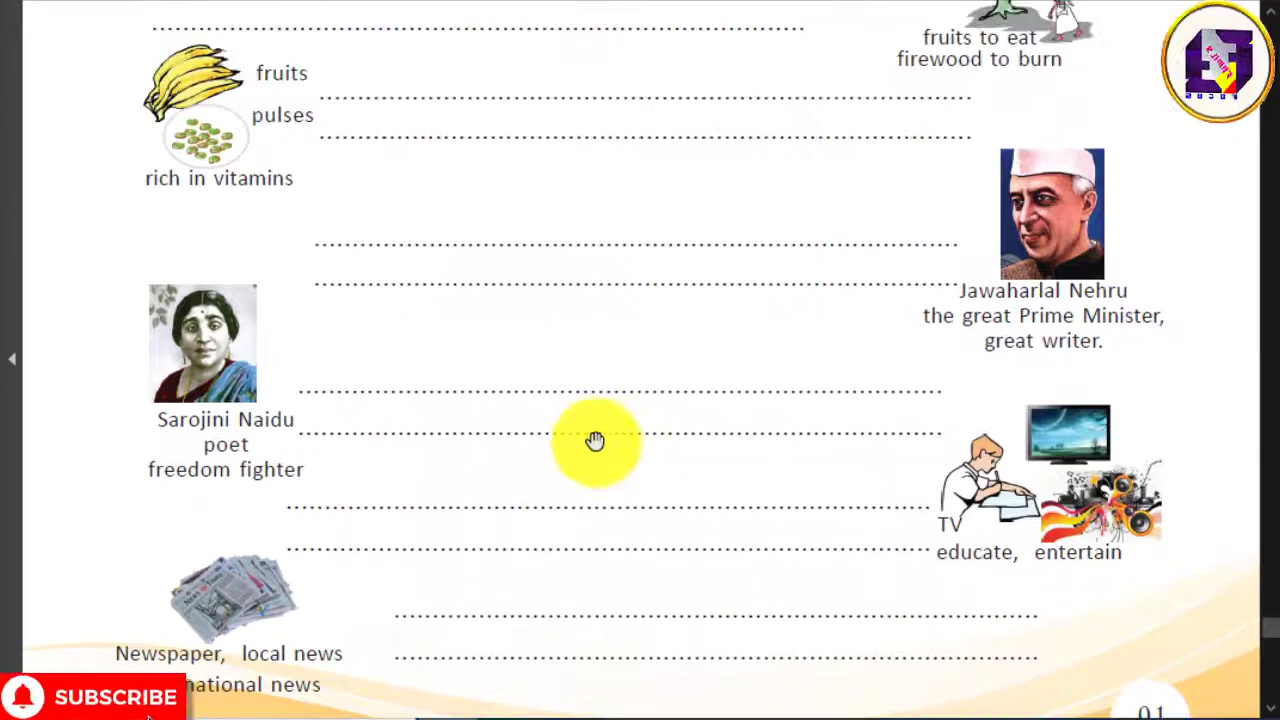 fruits to eat
firewood to burn
fruits
pulses
rich in vitamins
Jawaharlal Nehru
the great Prime Minister,
great writer.
Sarojini Naidu
poet
freedom fighter
TV
educate, entertain
Newspaper, local news
national news
SUBSCRIBE